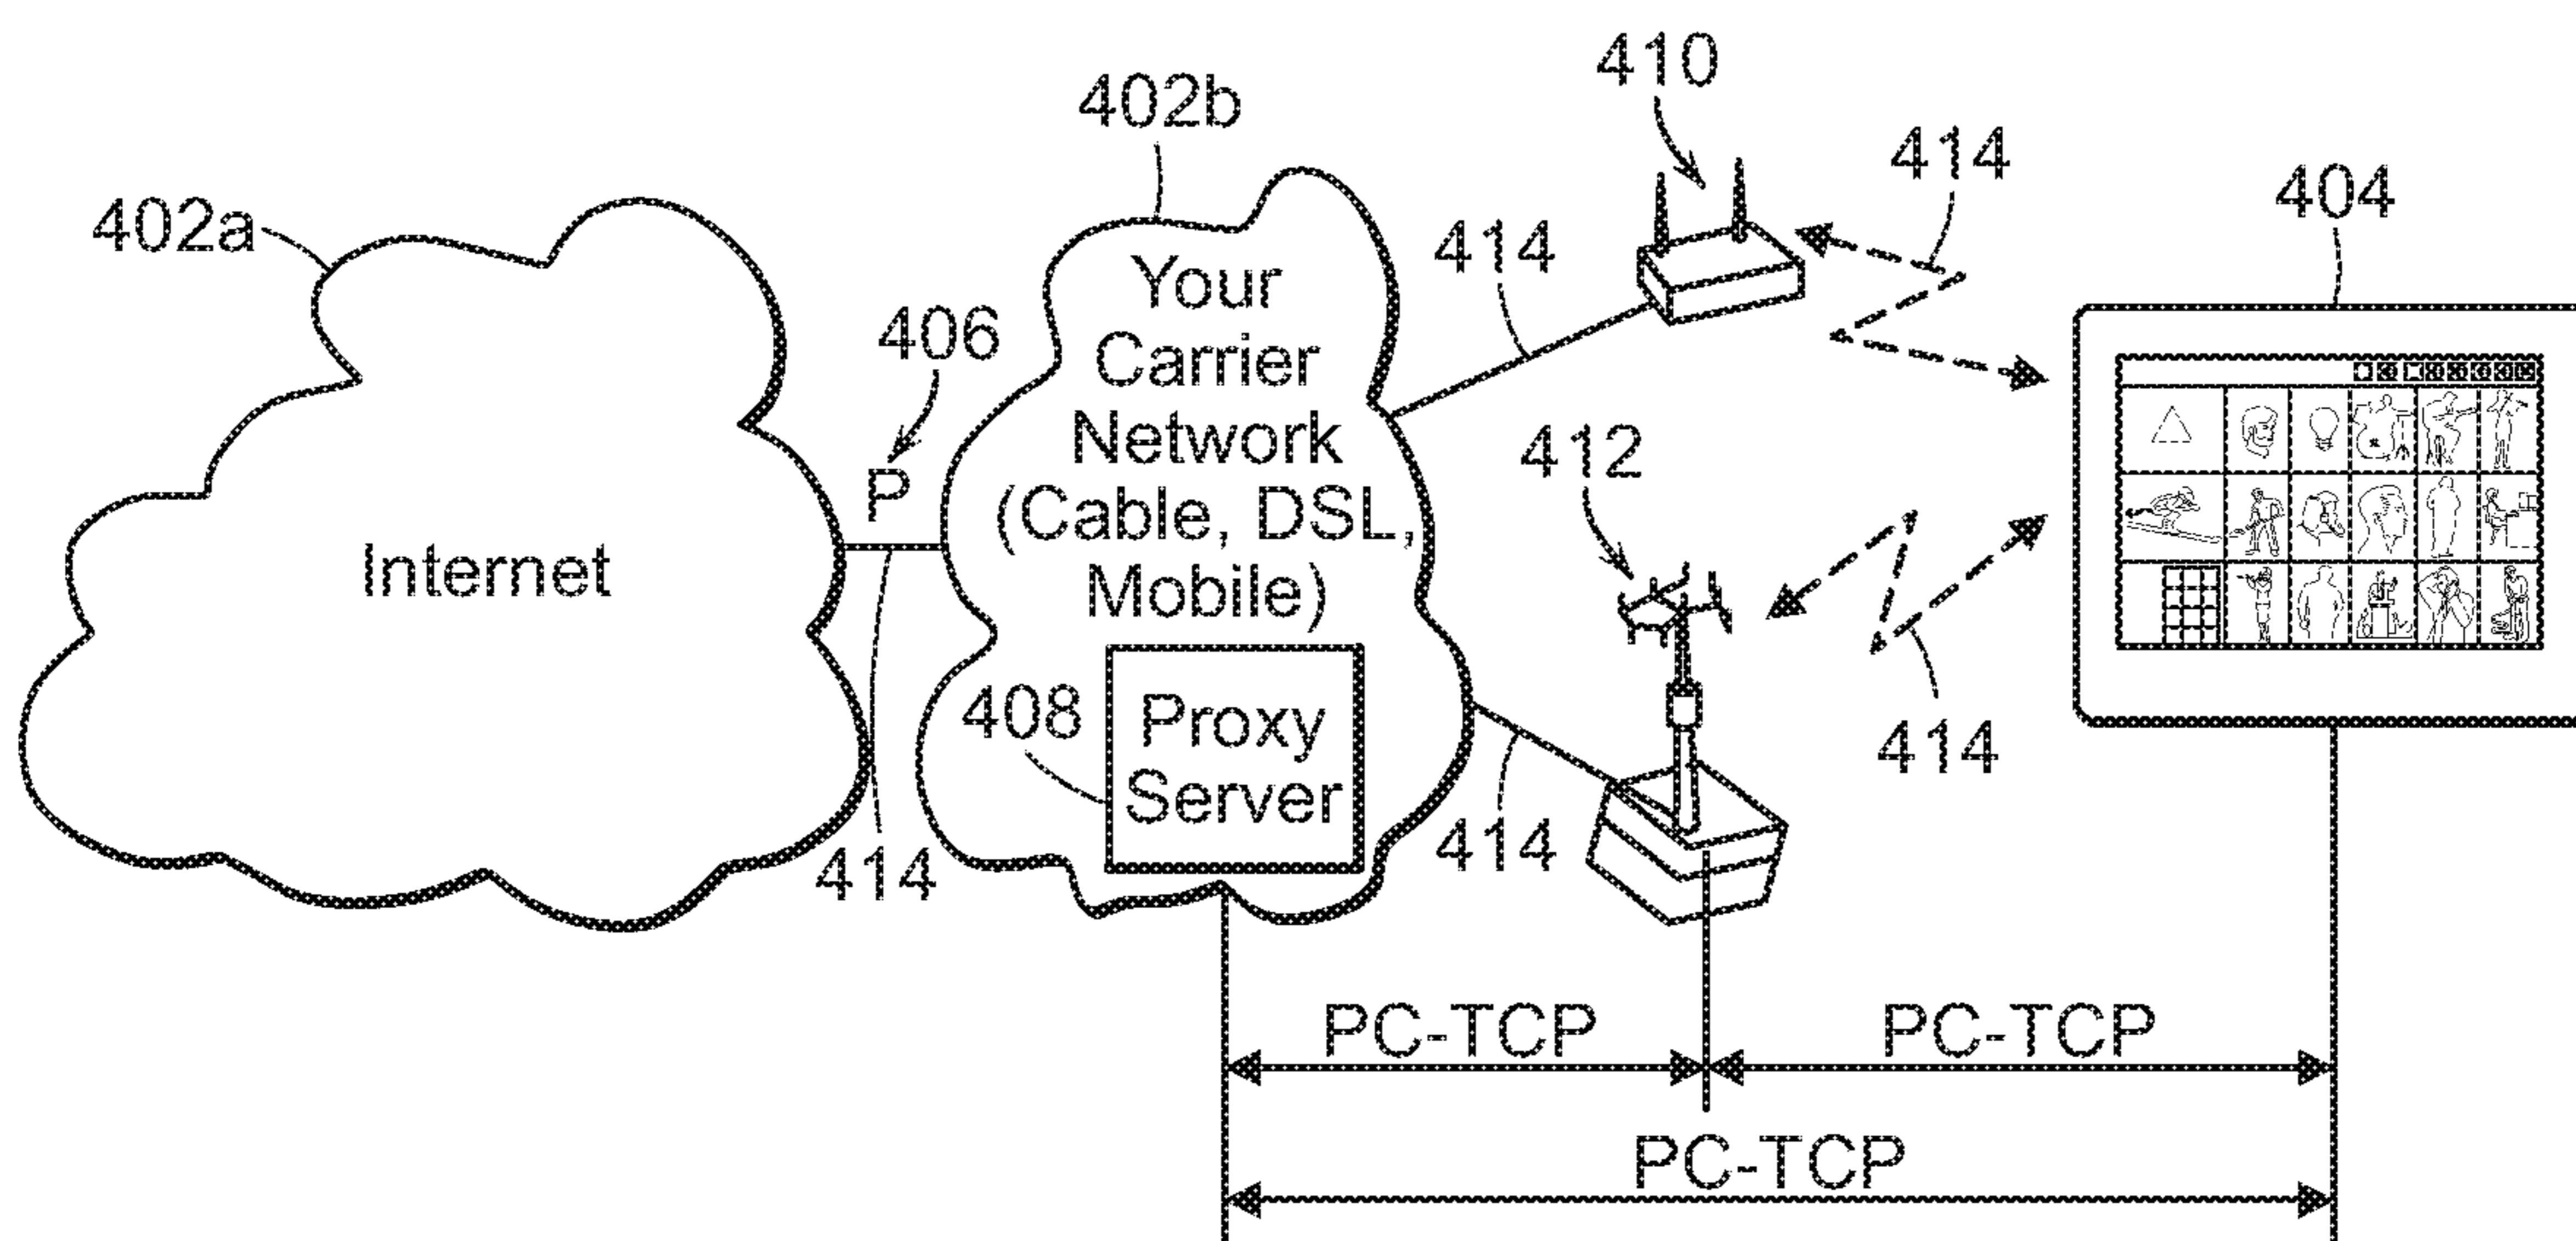 410
402b
414
404
402a
414
406
P
Your
Carrier
Network
(Cable, DSL,
Mobile)
412
Internet
408
Proxy
Server
414
414
414
PC-TCP
PC-TCP
PC-TCP